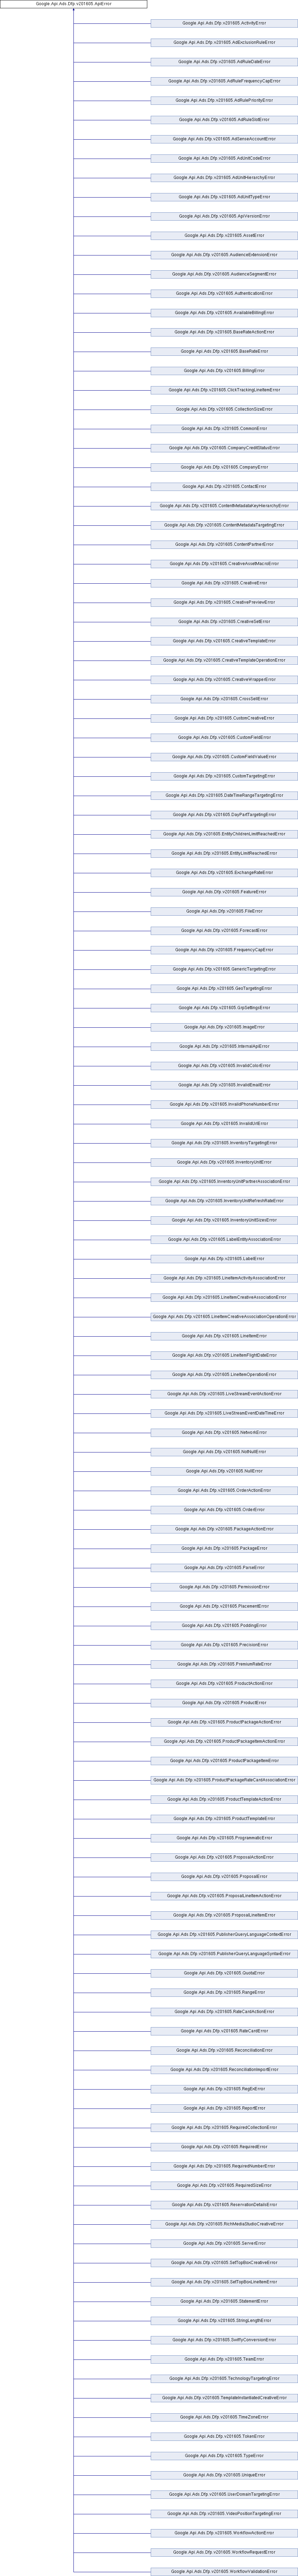 Google.Api.Ads.Dfp.v201605.ApiError
Google.Api.Ads.Dfp.v201605.ActivityError
Google.Api.Ads.Dfp.v201605.AdExclusionRuleError
Google.Api.Ads.Dfp.v201605.AdRuleDateError
Google.Api.Ads.Dfp.v201605.AdRuleFrequencyCapError
Google.Api.Ads.Dfp.v201605.AdRulePriorityError
Google.Api.Ads.Dfp.v201605.AdRuleSlotError
Google.Api.Ads.Dfp.v201605.AdSenseAccountError
Google.Api.Ads.Dfp.v201605.AdUnitCodeError
Google.Api.Ads.Dfp.v201605.AdUnitHierarchyError
Google.Api.Ads.Dfp.v201605.AdUnitTypeError
Google.Api.Ads.Dfp.v201605.ApiVersionError
Google.Api.Ads.Dfp.v201605.AssetError
Google.Api.Ads.Dfp.v201605.AudienceExtensionError
Google.Api.Ads.Dfp.v201605.AudienceSegmentError
Google.Api.Ads.Dfp.v201605.AuthenticationError
Google.Api.Ads.Dfp.v201605.AvailableBillingError
Google.Api.Ads.Dfp.v201605.BaseRateActionError
Google.Api.Ads.Dfp.v201605.BaseRateError
Google.Api.Ads.Dfp.v201605.BillingError
Google.Api.Ads.Dfp.v201605.ClickTrackingLineItemError
Google.Api.Ads.Dfp.v201605.CollectionSizeError
Google.Api.Ads.Dfp.v201605.CommonError
Google.Api.Ads.Dfp.v201605.CompanyCreditStatusError
Google.Api.Ads.Dfp.v201605.CompanyError
Google.Api.Ads.Dfp.v201605.ContactError
Google.Api.Ads.Dfp.v201605.ContentMetadataKeyHierarchyError
Google.Api.Ads.Dfp.v201605.ContentMetadataTargetingError
Google.Api.Ads.Dfp.v201605.ContentPartnerError
Google.Api.Ads.Dfp.v201605.CreativeAssetMacroError
Google.Api.Ads.Dfp.v201605.CreativeError
Google.Api.Ads.Dfp.v201605.CreativePreviewError
Google.Api.Ads.Dfp.v201605.CreativeSetError
Google.Api.Ads.Dfp.v201605.CreativeTemplateError
Google.Api.Ads.Dfp.v201605.CreativeTemplateOperationError
Google.Api.Ads.Dfp.v201605.CreativeWrapperError
Google.Api.Ads.Dfp.v201605.CrossSellError
Google.Api.Ads.Dfp.v201605.CustomCreativeError
Google.Api.Ads.Dfp.v201605.CustomFieldError
Google.Api.Ads.Dfp.v201605.CustomFieldValueError
Google.Api.Ads.Dfp.v201605.CustomTargetingError
Google.Api.Ads.Dfp.v201605.DateTimeRangeTargetingError
Google.Api.Ads.Dfp.v201605.DayPartTargetingError
Google.Api.Ads.Dfp.v201605.EntityChildrenLimitReachedError
Google.Api.Ads.Dfp.v201605.EntityLimitReachedError
Google.Api.Ads.Dfp.v201605.ExchangeRateError
Google.Api.Ads.Dfp.v201605.FeatureError
Google.Api.Ads.Dfp.v201605.FileError
Google.Api.Ads.Dfp.v201605.ForecastError
Google.Api.Ads.Dfp.v201605.FrequencyCapError
Google.Api.Ads.Dfp.v201605.GenericTargetingError
Google.Api.Ads.Dfp.v201605.GeoTargetingError
Google.Api.Ads.Dfp.v201605.GrpSettingsError
Google.Api.Ads.Dfp.v201605.ImageError
Google.Api.Ads.Dfp.v201605.InternalApiError
Google.Api.Ads.Dfp.v201605.InvalidColorError
Google.Api.Ads.Dfp.v201605.InvalidEmailError
Google.Api.Ads.Dfp.v201605.InvalidPhoneNumberError
Google.Api.Ads.Dfp.v201605.InvalidUrlError
Google.Api.Ads.Dfp.v201605.InventoryTargetingError
Google.Api.Ads.Dfp.v201605.InventoryUnitError
Google.Api.Ads.Dfp.v201605.InventoryUnitPartnerAssociationError
Google.Api.Ads.Dfp.v201605.InventoryUnitRefreshRateError
Google.Api.Ads.Dfp.v201605.InventoryUnitSizesError
Google.Api.Ads.Dfp.v201605.LabelEntityAssociationError
Google.Api.Ads.Dfp.v201605.LabelError
Google.Api.Ads.Dfp.v201605.LineItemActivityAssociationError
Google.Api.Ads.Dfp.v201605.LineItemCreativeAssociationError
Google.Api.Ads.Dfp.v201605.LineItemCreativeAssociationOperationError
Google.Api.Ads.Dfp.v201605.LineItemError
Google.Api.Ads.Dfp.v201605.LineItemFlightDateError
Google.Api.Ads.Dfp.v201605.LineItemOperationError
Google.Api.Ads.Dfp.v201605.LiveStreamEventActionError
Google.Api.Ads.Dfp.v201605.LiveStreamEventDateTimeError
Google.Api.Ads.Dfp.v201605.NetworkError
Google.Api.Ads.Dfp.v201605.NotNullError
Google.Api.Ads.Dfp.v201605.NullError
Google.Api.Ads.Dfp.v201605.OrderActionError
Google.Api.Ads.Dfp.v201605.OrderError
Google.Api.Ads.Dfp.v201605.PackageActionError
Google.Api.Ads.Dfp.v201605.PackageError
Google.Api.Ads.Dfp.v201605.ParseError
Google.Api.Ads.Dfp.v201605.PermissionError
Google.Api.Ads.Dfp.v201605.PlacementError
Google.Api.Ads.Dfp.v201605.PoddingError
Google.Api.Ads.Dfp.v201605.PrecisionError
Google.Api.Ads.Dfp.v201605.PremiumRateError
Google.Api.Ads.Dfp.v201605.ProductActionError
Google.Api.Ads.Dfp.v201605.ProductError
Google.Api.Ads.Dfp.v201605.ProductPackageActionError
Google.Api.Ads.Dfp.v201605.ProductPackageItemActionError
Google.Api.Ads.Dfp.v201605.ProductPackageItemError
Google.Api.Ads.Dfp.v201605.ProductPackageRateCardAssociationError
Google.Api.Ads.Dfp.v201605.ProductTemplateActionError
Google.Api.Ads.Dfp.v201605.ProductTemplateError
Google.Api.Ads.Dfp.v201605.ProgrammaticError
Google.Api.Ads.Dfp.v201605.ProposalActionError
Google.Api.Ads.Dfp.v201605.ProposalError
Google.Api.Ads.Dfp.v201605.ProposalLineItemActionError
Google.Api.Ads.Dfp.v201605.ProposalLineItemError
Google.Api.Ads.Dfp.v201605.PublisherQueryLanguageContextError
Google.Api.Ads.Dfp.v201605.PublisherQueryLanguageSyntaxError
Google.Api.Ads.Dfp.v201605.QuotaError
Google.Api.Ads.Dfp.v201605.RangeError
Google.Api.Ads.Dfp.v201605.RateCardActionError
Google.Api.Ads.Dfp.v201605.RateCardError
Google.Api.Ads.Dfp.v201605.ReconciliationError
Google.Api.Ads.Dfp.v201605.ReconciliationImportError
Google.Api.Ads.Dfp.v201605.RegExError
Google.Api.Ads.Dfp.v201605.ReportError
Google.Api.Ads.Dfp.v201605.RequiredCollectionError
Google.Api.Ads.Dfp.v201605.RequiredError
Google.Api.Ads.Dfp.v201605.RequiredNumberError
Google.Api.Ads.Dfp.v201605.RequiredSizeError
Google.Api.Ads.Dfp.v201605.ReservationDetailsError
Google.Api.Ads.Dfp.v201605.RichMediaStudioCreativeError
Google.Api.Ads.Dfp.v201605.ServerError
Google.Api.Ads.Dfp.v201605.SetTopBoxCreativeError
Google.Api.Ads.Dfp.v201605.SetTopBoxLineItemError
Google.Api.Ads.Dfp.v201605.StatementError
Google.Api.Ads.Dfp.v201605.StringLengthError
Google.Api.Ads.Dfp.v201605.SwiffyConversionError
Google.Api.Ads.Dfp.v201605.TeamError
Google.Api.Ads.Dfp.v201605.TechnologyTargetingError
Google.Api.Ads.Dfp.v201605.TemplateInstantiatedCreativeError
Google.Api.Ads.Dfp.v201605.TimeZoneError
Google.Api.Ads.Dfp.v201605.TokenError
Google.Api.Ads.Dfp.v201605.TypeError
Google.Api.Ads.Dfp.v201605.UniqueError
Google.Api.Ads.Dfp.v201605.UserDomainTargetingError
Google.Api.Ads.Dfp.v201605.VideoPositionTargetingError
Google.Api.Ads.Dfp.v201605.WorkflowActionError
Google.Api.Ads.Dfp.v201605.WorkflowRequestError
Google.Api.Ads.Dfp.v201605.WorkflowValidationError